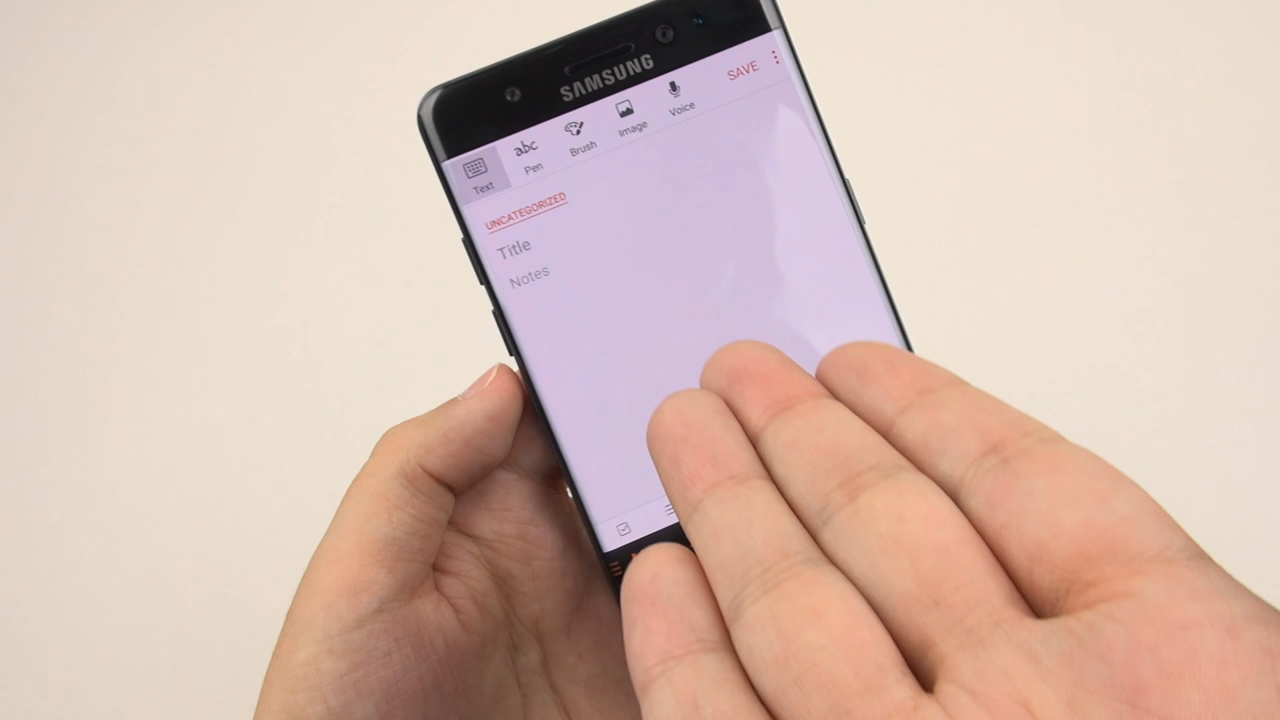 SAMSUNG
SAVE
Text
abc
Pen
Brush
Image
Voice
UNCATEGORIZED
Title
Notes